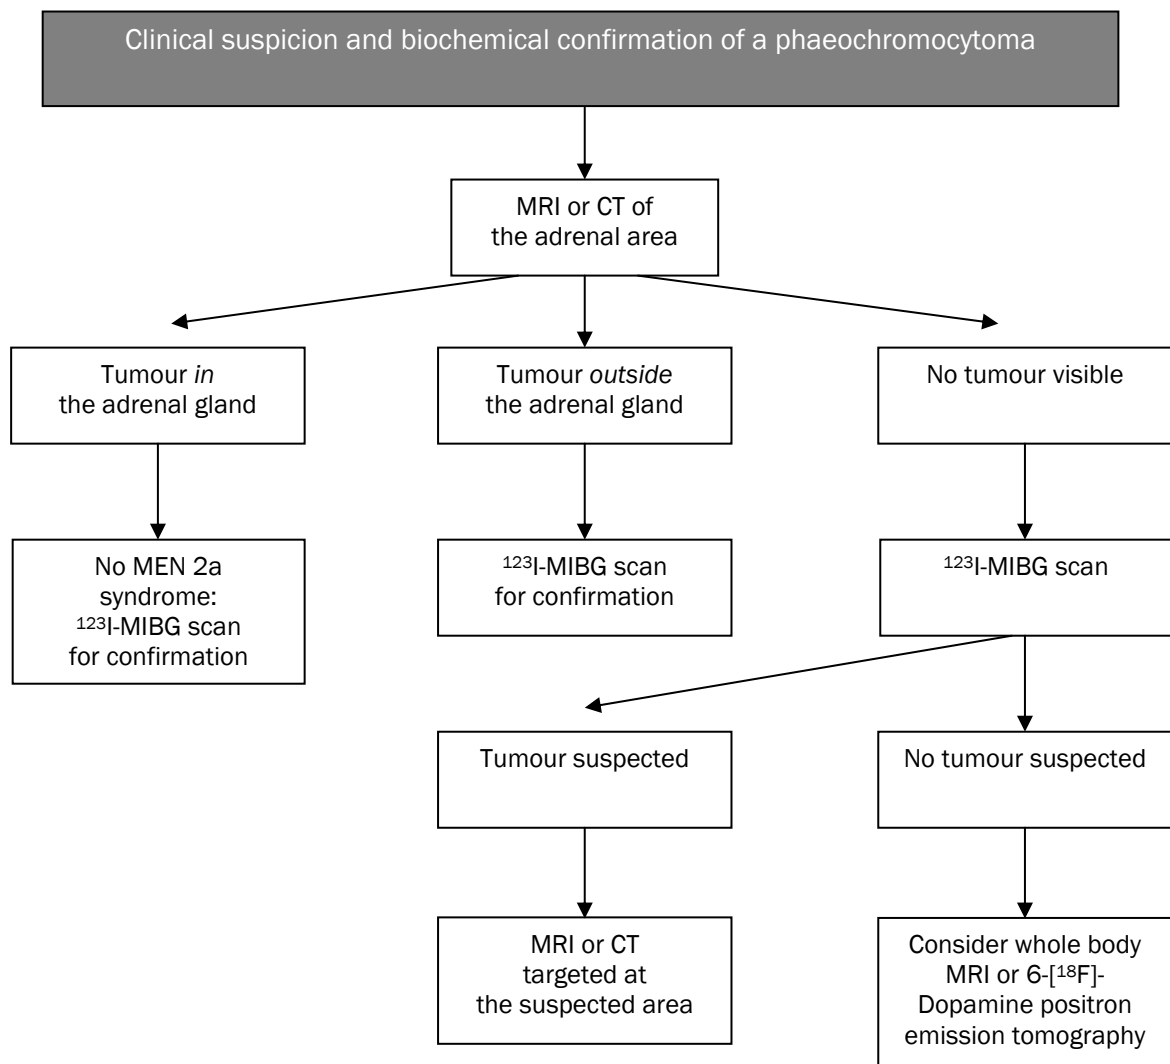 Clinical suspicion and biochemical confirmation of a phaeochromocytoma
MRI or CT of
the adrenal area
Tumour in
the adrenal gland
Tumour outside
the adrenal gland
No tumour visible
No MEN 2a
syndrome:
¹²³I-MIBG scan
for confirmation
¹²³I-MIBG scan
for confirmation
¹²³I-MIBG scan
Tumour suspected
No tumour suspected
MRI or CT
targeted at
the suspected area
Consider whole body
MRI or 6-[¹⁸F]-
Dopamine positron
emission tomography